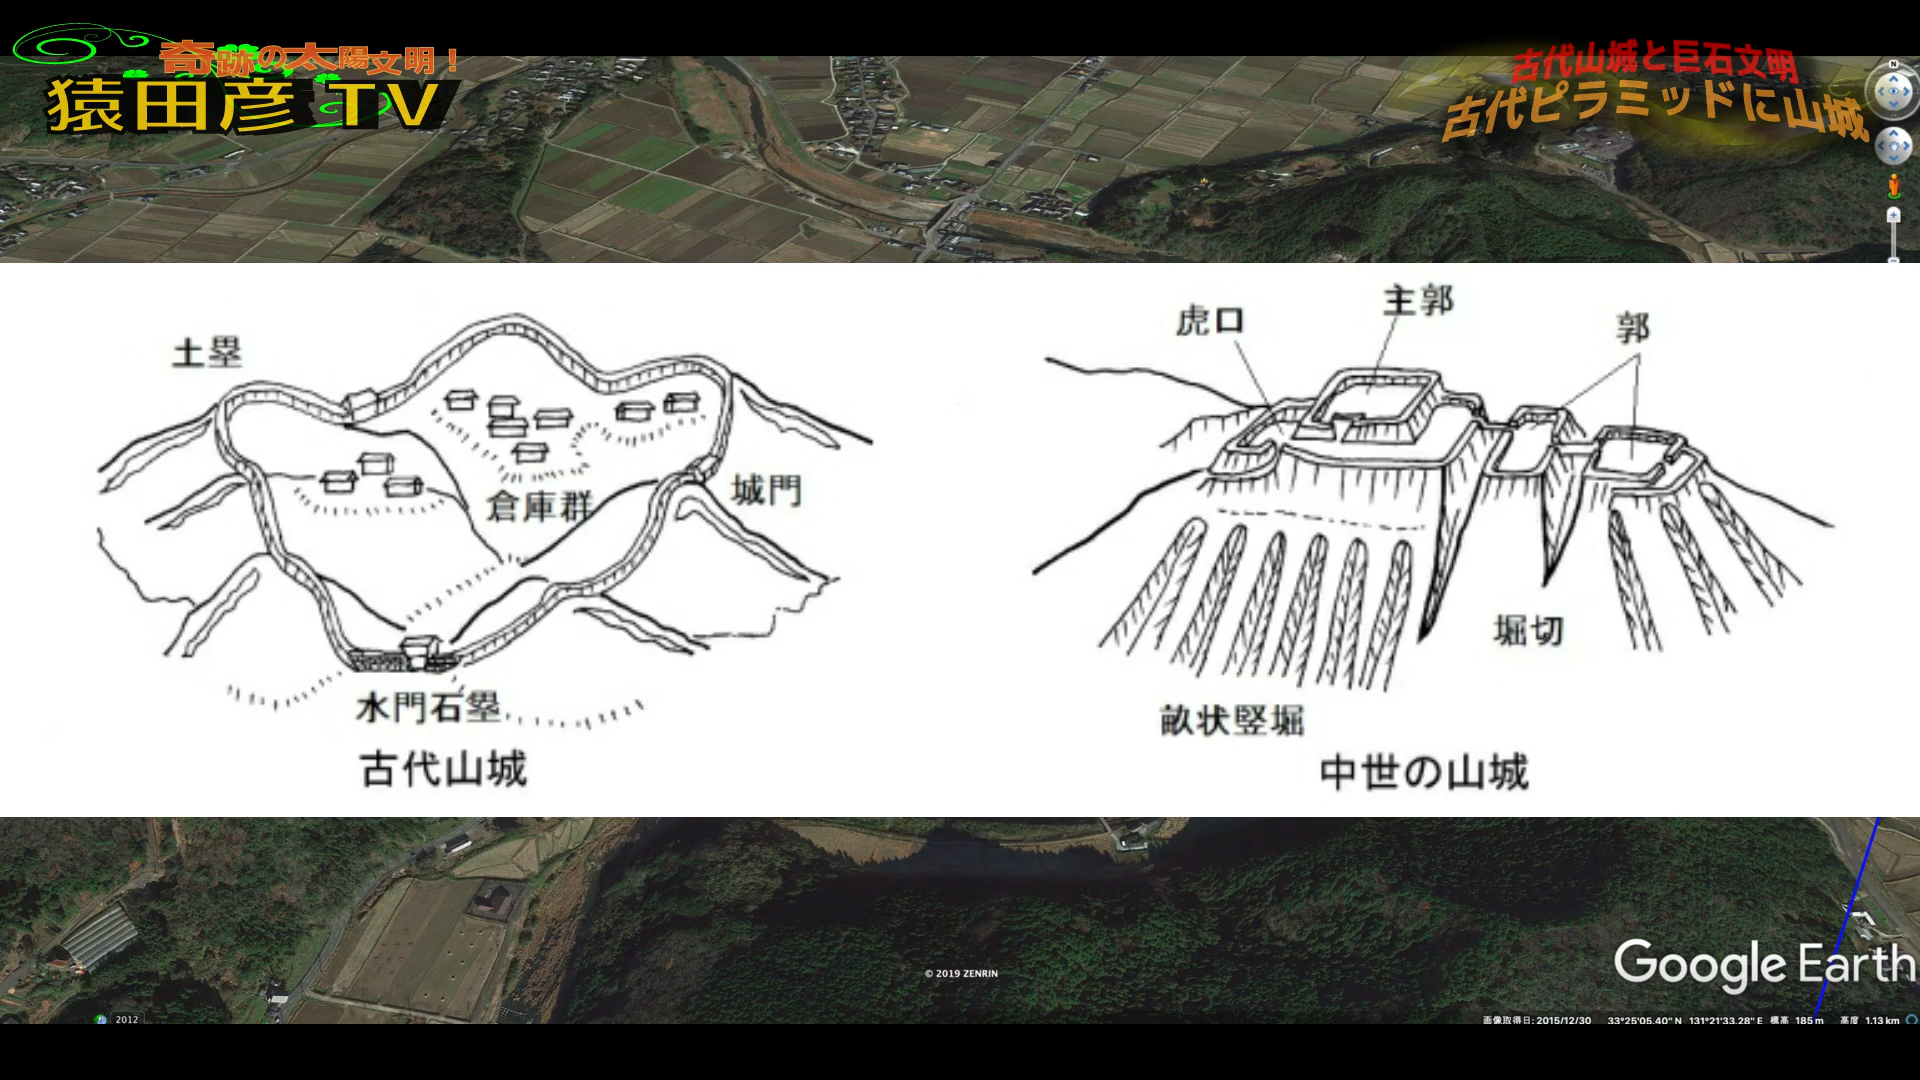 奇跡の太陽文明！
猿田彦 TV
古代山城と巨石文明
古代ピラミッドに山城
N
土塁
倉庫群
城門
水門石塁
古代山城
虎口
主郭
郭
堀切
畝状竪堀
中世の山城
© 2019 ZENRIN
Google Earth
2012
画像取得日: 2015/12/30 33°25'05.40" N 131°21'33.28" E 標高 185 m 高度 1.13 km